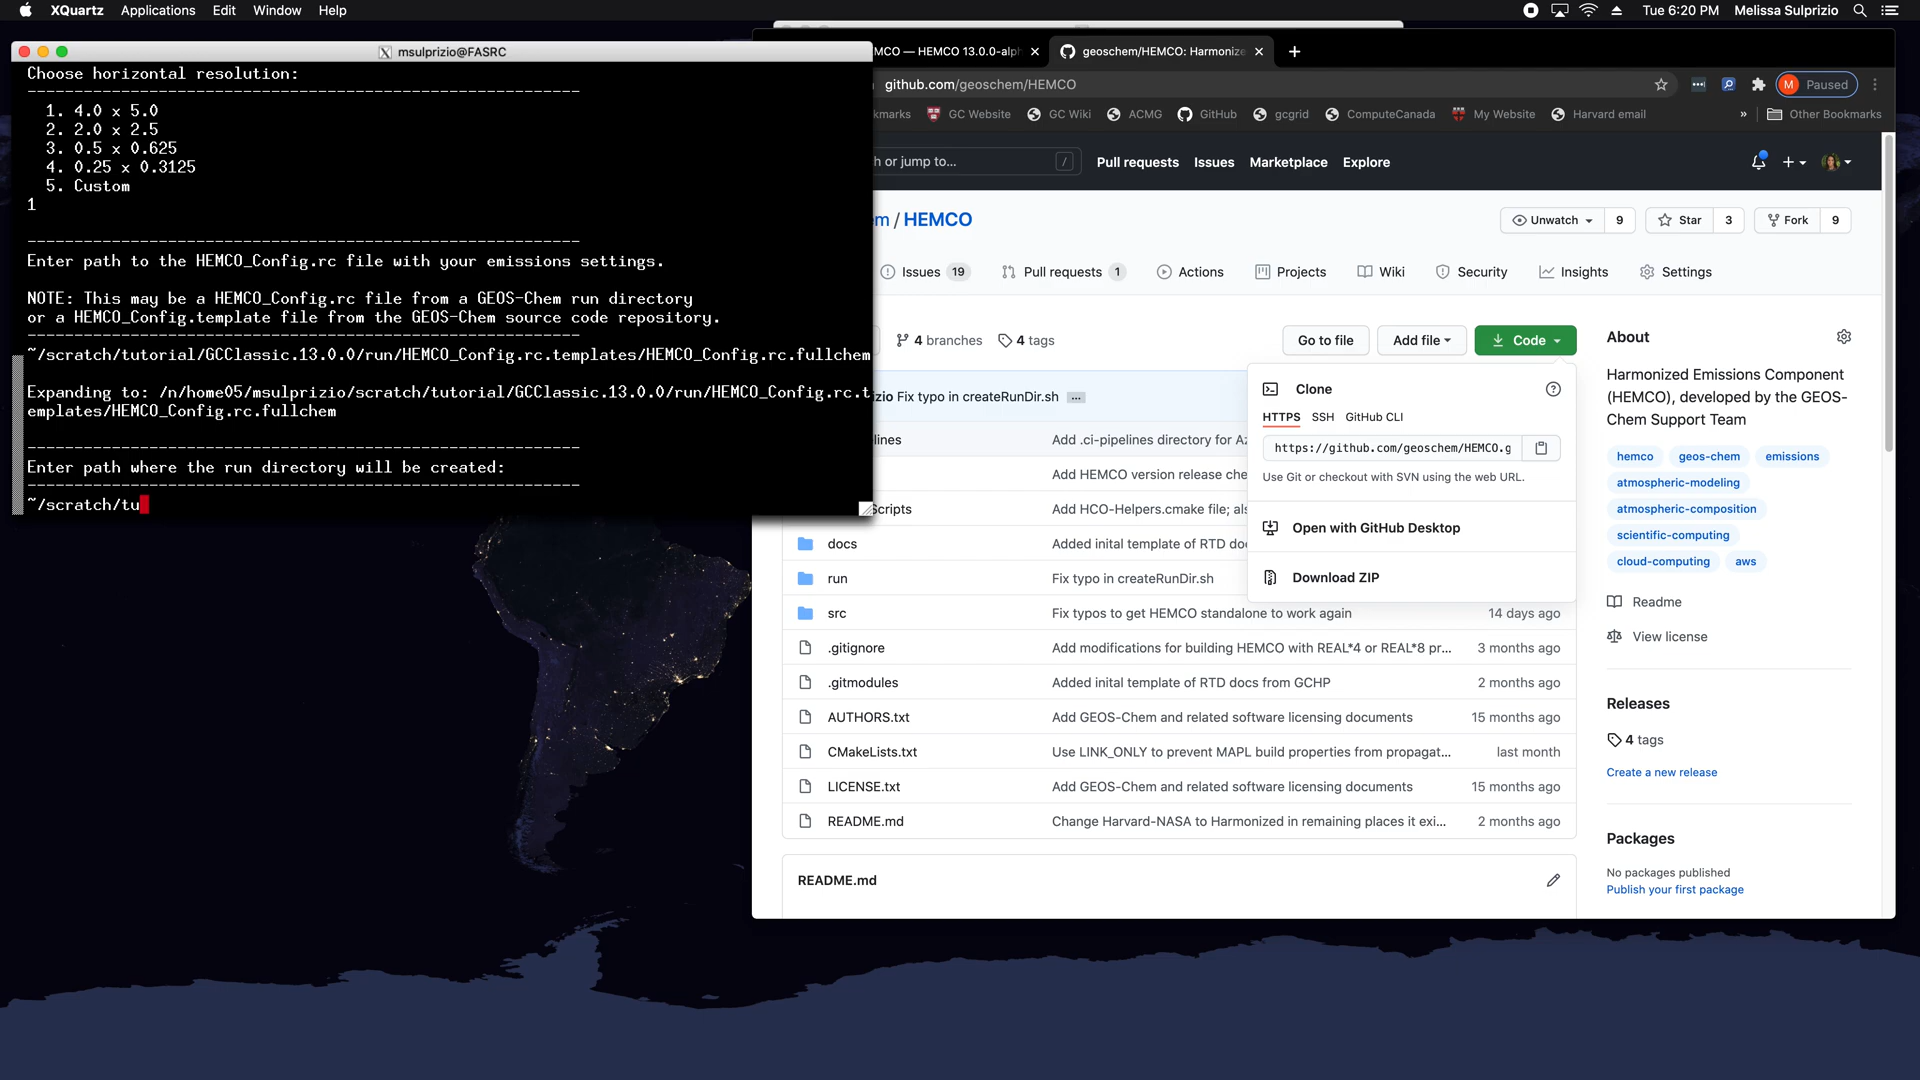 XQuartz Applications Edit Window Help
Tue 6:20 PM Melissa Sulprizio
msulprizio@FASRC
Choose horizontal resolution:
-----------------------------------------------------------
1. 4.0 x 5.0
2. 2.0 x 2.5
3. 0.5 x 0.625
4. 0.25 x 0.3125
5. Custom
1
-----------------------------------------------------------
Enter path to the HEMCO_Config.rc file with your emissions settings.
NOTE: This may be a HEMCO_Config.rc file from a GEOS-Chem run directory
or a HEMCO_Config.template file from the GEOS-Chem source code repository.
-----------------------------------------------------------
~/scratch/tutorial/GCClassic.13.0.0/run/HEMCO_Config.rc.templates/HEMCO_Config.rc.fullchem
Expanding to: /n/home05/msulprizio/scratch/tutorial/GCClassic.13.0.0/run/HEMCO_Config.rc.t
emplates/HEMCO_Config.rc.fullchem
-----------------------------------------------------------
Enter path where the run directory will be created:
-----------------------------------------------------------
~/scratch/tu
MCO — HEMCO 13.0.0-alph
geoschem/HEMCO: Harmonize
github.com/geoschem/HEMCO
M Paused
kmarks GC Website GC Wiki ACMG GitHub gcgrid ComputeCanada My Website Harvard email » Other Bookmarks
h or jump to... / Pull requests Issues Marketplace Explore
em / HEMCO
Unwatch 9 Star 3 Fork 9
Issues 19 Pull requests 1 Actions Projects Wiki Security Insights Settings
4 branches 4 tags Go to file Add file Code
zio Fix typo in createRunDir.sh ...
lines Add .ci-pipelines directory for Az
Add HEMCO version release che
Scripts Add HCO-Helpers.cmake file; als
docs Added inital template of RTD do
run Fix typo in createRunDir.sh
src Fix typos to get HEMCO standalone to work again 14 days ago
.gitignore Add modifications for building HEMCO with REAL*4 or REAL*8 pr... 3 months ago
.gitmodules Added inital template of RTD docs from GCHP 2 months ago
AUTHORS.txt Add GEOS-Chem and related software licensing documents 15 months ago
CMakeLists.txt Use LINK_ONLY to prevent MAPL build properties from propagat... last month
LICENSE.txt Add GEOS-Chem and related software licensing documents 15 months ago
README.md Change Harvard-NASA to Harmonized in remaining places it exi... 2 months ago
README.md
Clone
HTTPS SSH GitHub CLI
https://github.com/geoschem/HEMCO.g
Use Git or checkout with SVN using the web URL.
Open with GitHub Desktop
Download ZIP
About
Harmonized Emissions Component
(HEMCO), developed by the GEOS-
Chem Support Team
hemco geos-chem emissions
atmospheric-modeling
atmospheric-composition
scientific-computing
cloud-computing aws
Readme
View license
Releases
4 tags
Create a new release
Packages
No packages published
Publish your first package